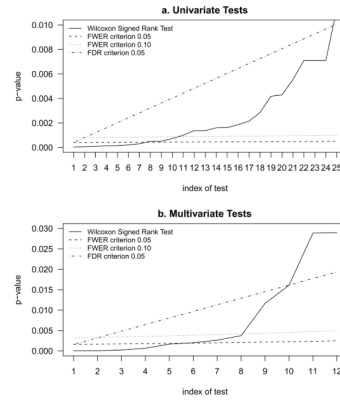 a. Univariate Tests
Wilcoxon Signed Rank Test
FWER criterion 0.05
FWER criterion 0.10
FDR criterion 0.05
0.010
0.008
0.006
0.004
0.002
0.000
p-value
1 2 3 4 5 6 7 8 9 10 11 12 13 14 15 16 17 18 19 20 21 22 23 24 25
index of test
b. Multivariate Tests
Wilcoxon Signed Rank Test
FWER criterion 0.05
FWER criterion 0.10
FDR criterion 0.05
0.030
0.025
0.020
0.015
0.010
0.005
0.000
p-value
1 2 3 4 5 6 7 8 9 10 11 12
index of test